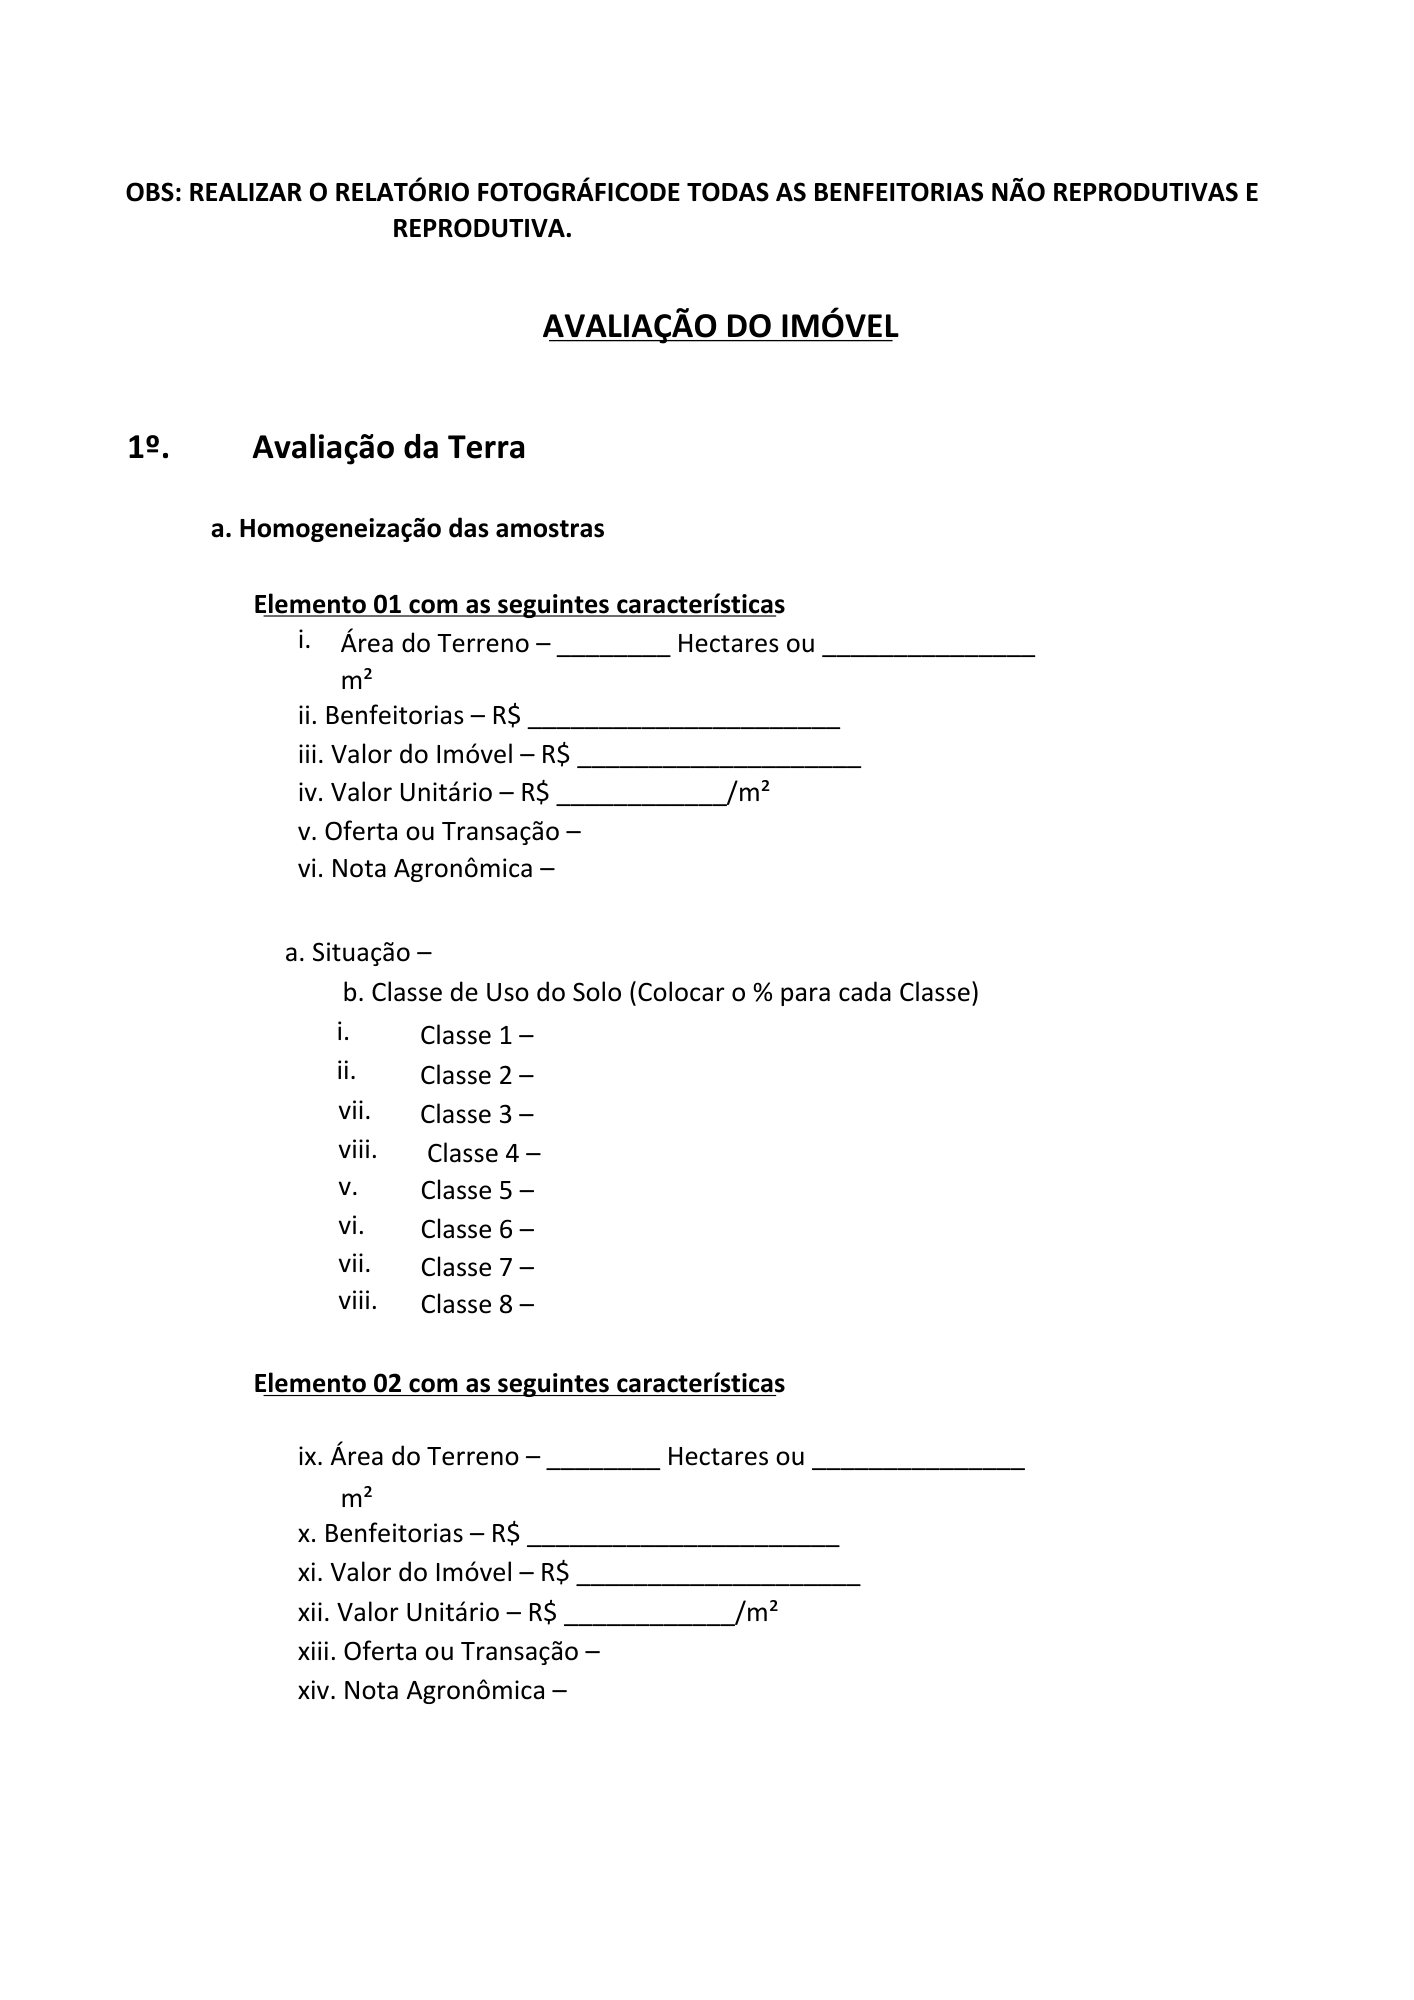 OBS: REALIZAR O RELATÓRIO FOTOGRÁFICODE TODAS AS BENFEITORIAS NÃO REPRODUTIVAS E
REPRODUTIVA.
AVALIAÇÃO DO IMÓVEL
1º. Avaliação da Terra
a. Homogeneização das amostras
Elemento 01 com as seguintes características
i. Área do Terreno – ________ Hectares ou _______________
m²
ii. Benfeitorias – R$ ______________________
iii. Valor do Imóvel – R$ ____________________
iv. Valor Unitário – R$ ____________/m²
v. Oferta ou Transação –
vi. Nota Agronômica –
a. Situação –
b. Classe de Uso do Solo (Colocar o % para cada Classe)
i. Classe 1 –
ii. Classe 2 –
vii. Classe 3 –
viii. Classe 4 –
v. Classe 5 –
vi. Classe 6 –
vii. Classe 7 –
viii. Classe 8 –
Elemento 02 com as seguintes características
ix. Área do Terreno – ________ Hectares ou _______________
m²
x. Benfeitorias – R$ ______________________
xi. Valor do Imóvel – R$ ____________________
xii. Valor Unitário – R$ ____________/m²
xiii. Oferta ou Transação –
xiv. Nota Agronômica –